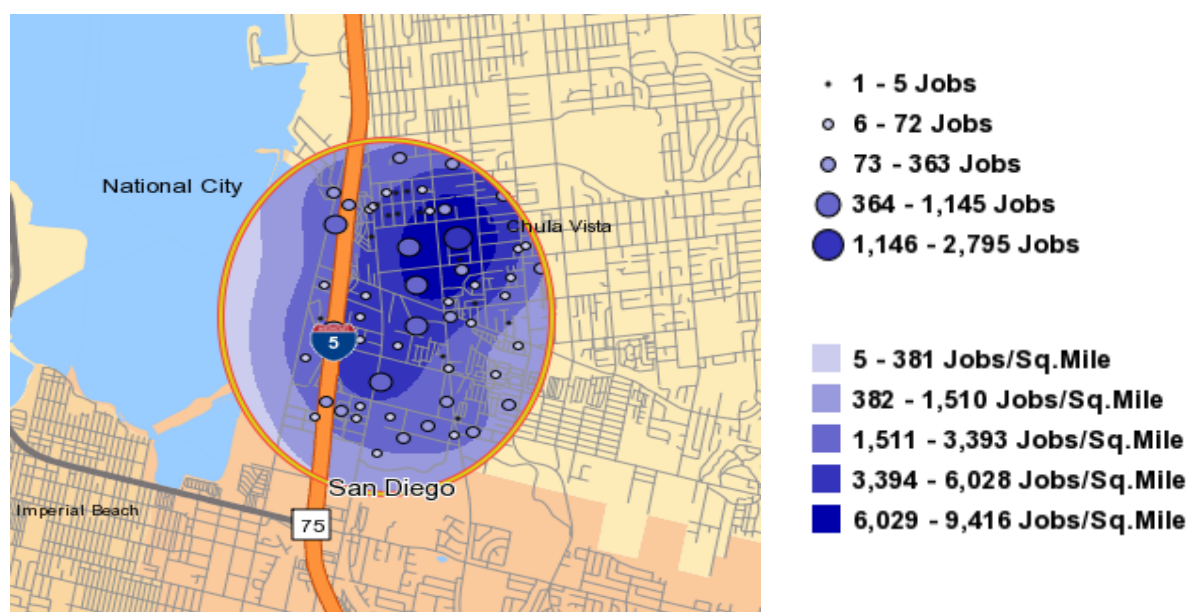 National City
Chula Vista
5
San Diego
Imperial Beach
75
1 - 5 Jobs
6 - 72 Jobs
73 - 363 Jobs
364 - 1,145 Jobs
1,146 - 2,795 Jobs
5 - 381 Jobs/Sq.Mile
382 - 1,510 Jobs/Sq.Mile
1,511 - 3,393 Jobs/Sq.Mile
3,394 - 6,028 Jobs/Sq.Mile
6,029 - 9,416 Jobs/Sq.Mile